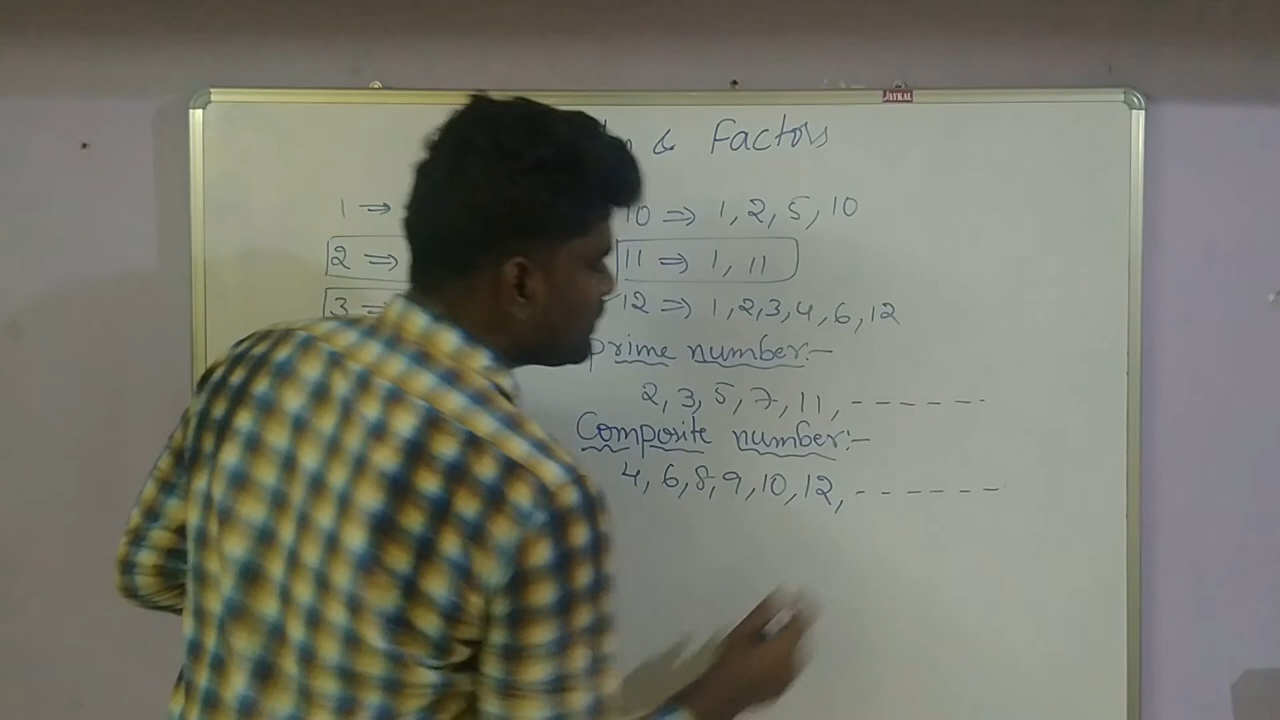 JAYKAL
& Factors
1 ⇒
2 ⇒
3 ⇒
10 ⇒ 1, 2, 5, 10
11 ⇒ 1, 11
12 ⇒ 1, 2, 3, 4, 6, 12
prime number:-
2, 3, 5, 7, 11, ------
Composite number:-
4, 6, 8, 9, 10, 12, ------